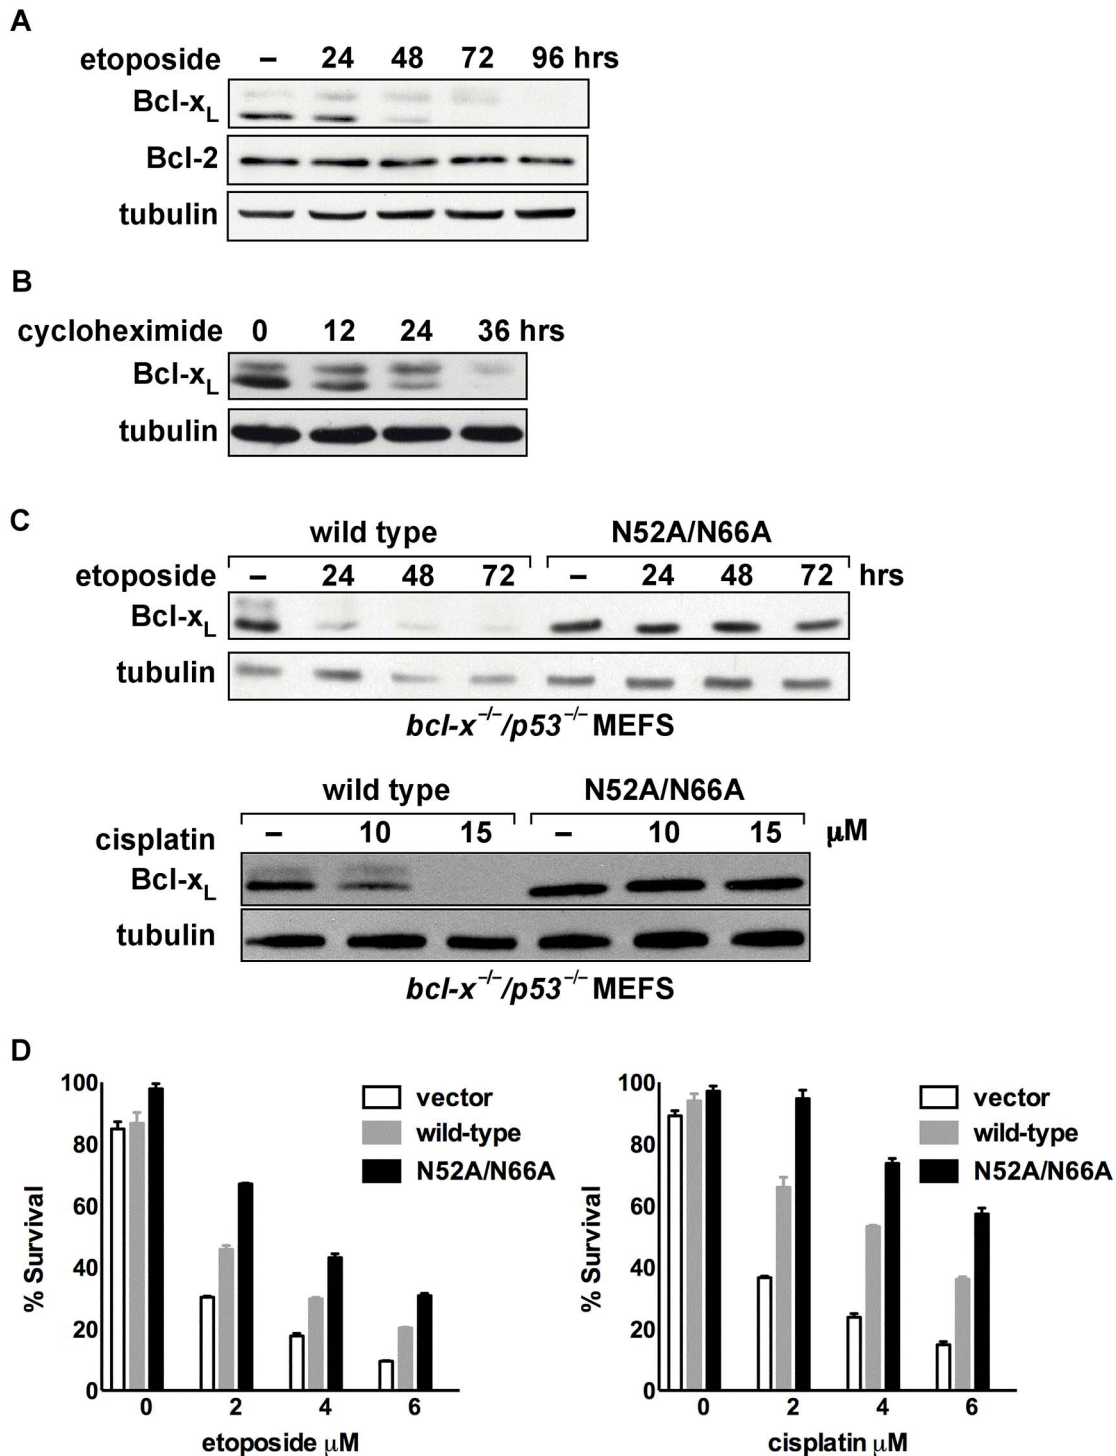 A
etoposide – 24 48 72 96 hrs
Bcl-xL
Bcl-2
tubulin
B
cycloheximide 0 12 24 36 hrs
Bcl-xL
tubulin
C
wild type N52A/N66A
etoposide – 24 48 72 – 24 48 72 hrs
Bcl-xL
tubulin
bcl-x–/–/p53–/– MEFS
wild type N52A/N66A
cisplatin – 10 15 – 10 15 μM
Bcl-xL
tubulin
bcl-x–/–/p53–/– MEFS
D
% Survival
100
80
60
40
20
0
0 2 4 6
etoposide μM
vector
wild-type
N52A/N66A
% Survival
100
80
60
40
20
0
0 2 4 6
cisplatin μM
vector
wild-type
N52A/N66A